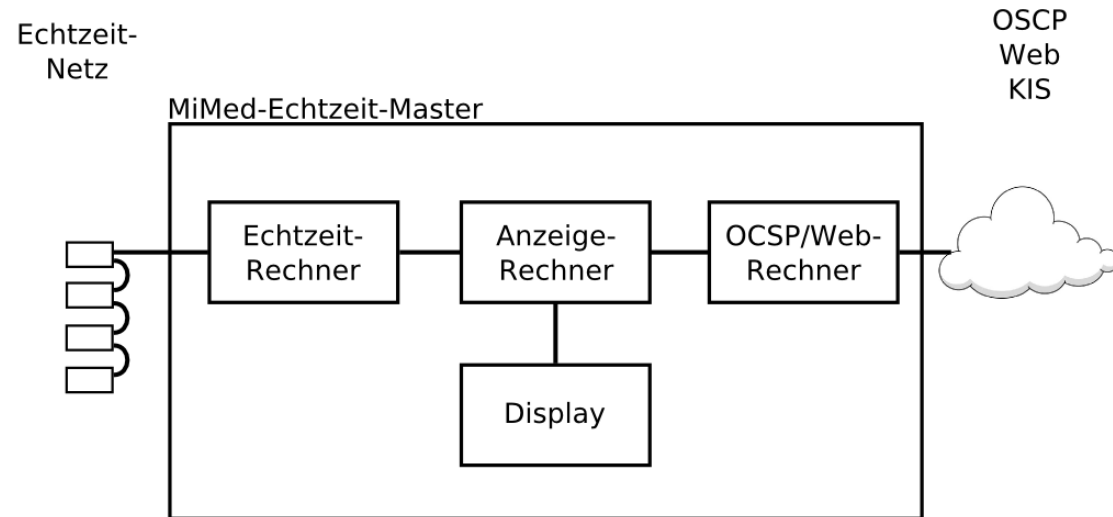 Echtzeit-
Netz
OSCP
Web
KIS
MiMed-Echtzeit-Master
Echtzeit-
Rechner
Anzeige-
Rechner
OCSP/Web-
Rechner
Display